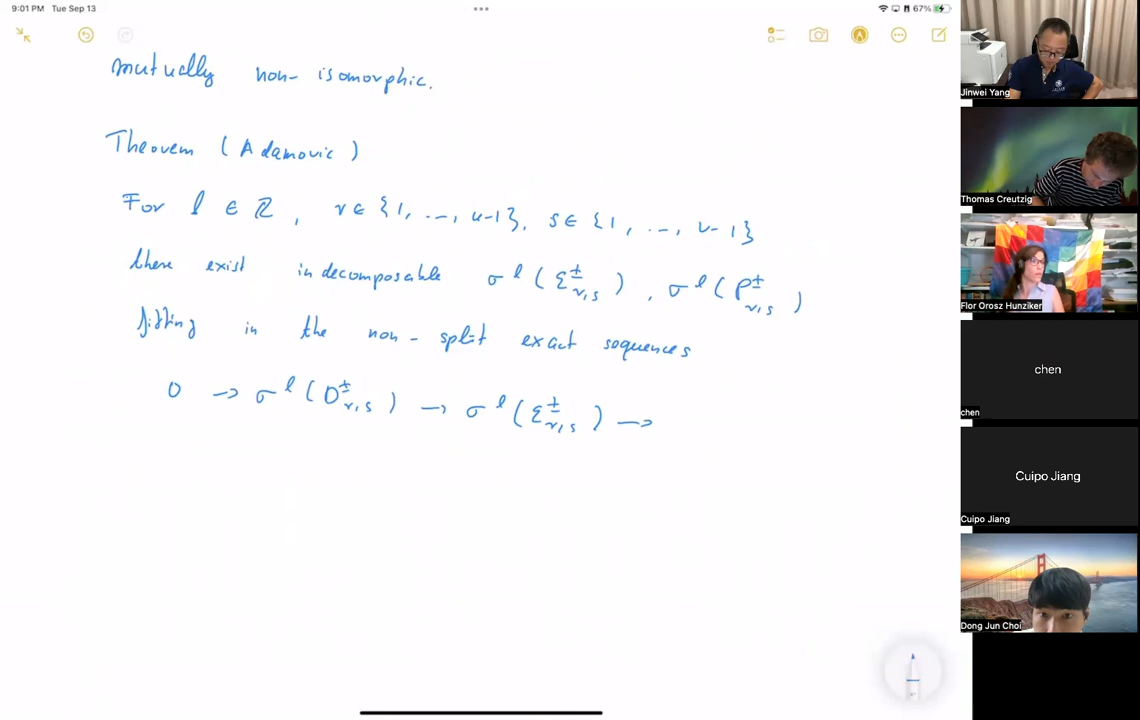 9:01 PM Tue Sep 13
67%
mutually non-isomorphic.
Theorem (Adamovic)
For l ∈ ℤ, r ∈ {1, ..., u-1}, s ∈ {1, ..., v-1}
there exist indecomposable σ^l(Ɛ^±_{r,s}), σ^l(P^±_{r,s})
fitting in the non-split exact sequences
0 → σ^l(D^±_{r,s}) → σ^l(Ɛ^±_{r,s}) →
Jinwei Yang
Thomas Creutzig
Flor Orosz Hunziker
chen
chen
Cuipo Jiang
Cuipo Jiang
Dong Jun Choi